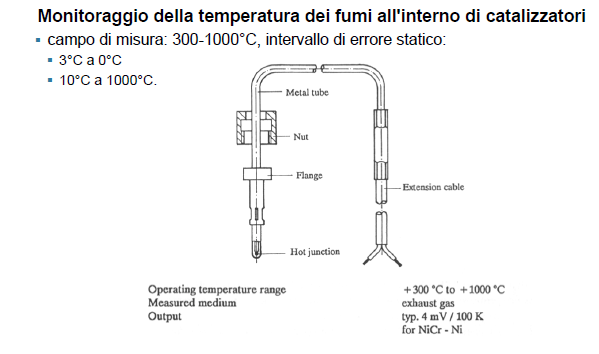 Monitoraggio della temperatura dei fumi all'interno di catalizzatori
▪ campo di misura: 300-1000°C, intervallo di errore statico:
▪ 3°C a 0°C
▪ 10°C a 1000°C.
Metal tube
Nut
Flange
Extension cable
Hot junction
Operating temperature range +300 °C to +1000 °C
Measured medium exhaust gas
Output typ. 4 mV / 100 K
for NiCr - Ni